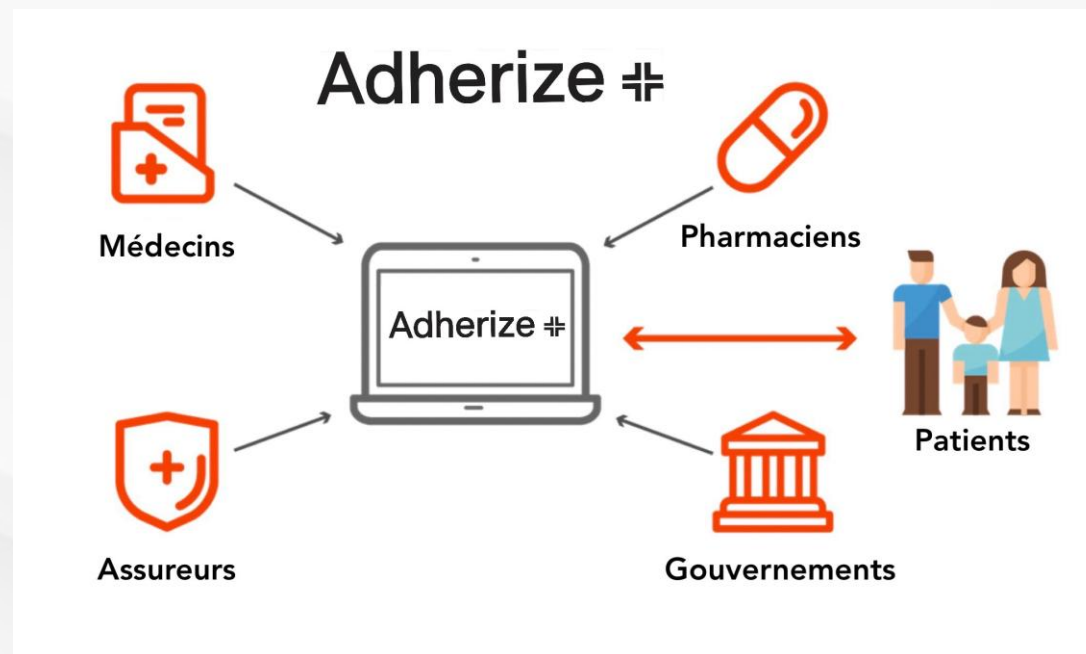 Adherize
Médecins
Pharmaciens
Adherize
Patients
Assureurs
Gouvernements